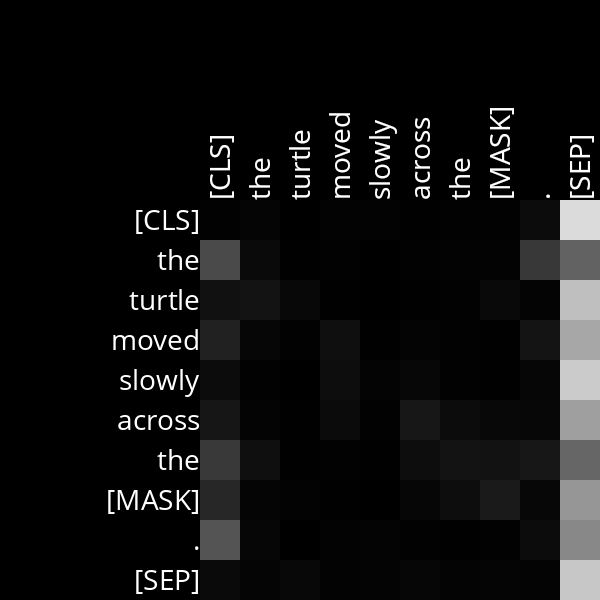 [CLS] the turtle moved slowly across the [MASK] . [SEP]
[CLS]
the
turtle
moved
slowly
across
the
[MASK]
.
[SEP]